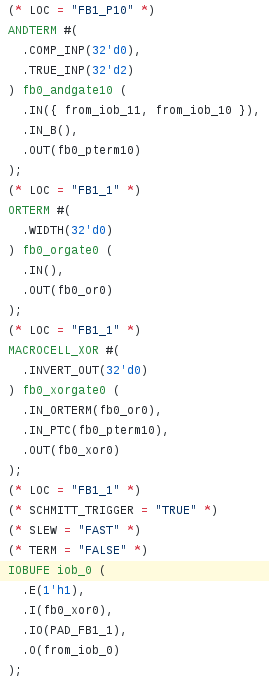 (* LOC = "FB1_P10" *)
ANDTERM #(
  .COMP_INP(32'd0),
  .TRUE_INP(32'd2)
) fb0_andgate10 (
  .IN({ from_iob_11, from_iob_10 }),
  .IN_B(),
  .OUT(fb0_pterm10)
);
(* LOC = "FB1_1" *)
ORTERM #(
  .WIDTH(32'd0)
) fb0_orgate0 (
  .IN(),
  .OUT(fb0_or0)
);
(* LOC = "FB1_1" *)
MACROCELL_XOR #(
  .INVERT_OUT(32'd0)
) fb0_xorgate0 (
  .IN_ORTERM(fb0_or0),
  .IN_PTC(fb0_pterm10),
  .OUT(fb0_xor0)
);
(* LOC = "FB1_1" *)
(* SCHMITT_TRIGGER = "TRUE" *)
(* SLEW = "FAST" *)
(* TERM = "FALSE" *)
IOBUFE iob_0 (
  .E(1'h1),
  .I(fb0_xor0),
  .IO(PAD_FB1_1),
  .O(from_iob_0)
);